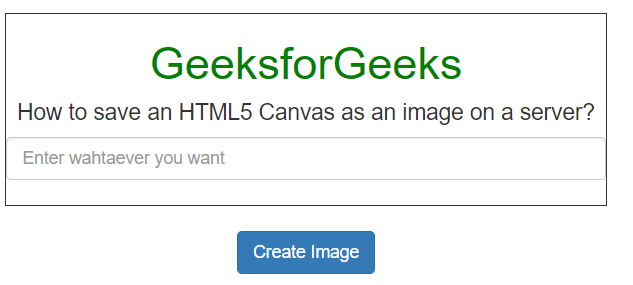 GeeksforGeeks
How to save an HTML5 Canvas as an image on a server?
Enter wahtaever you want
Create Image